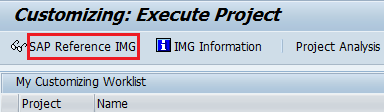 Customizing: Execute Project
SAP Reference IMG IMG Information Project Analysis
My Customizing Worklist
Project Name